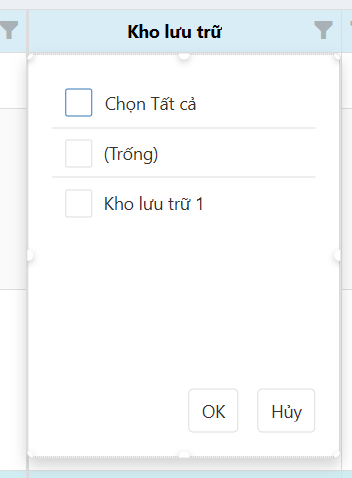 Kho lưu trữ
Chọn Tất cả
(Trống)
Kho lưu trữ 1
OK
Hủy